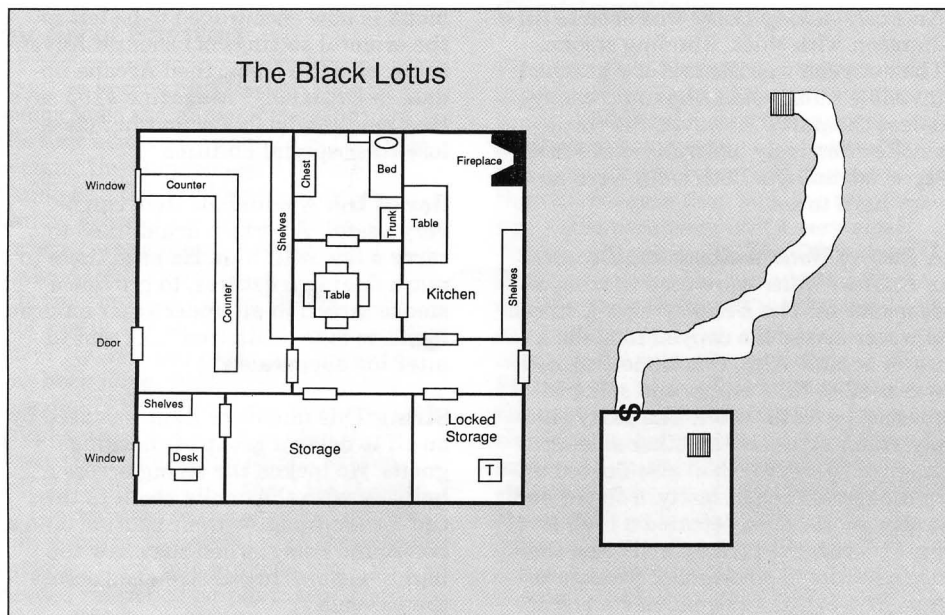 The Black Lotus
Window
Counter
Chest
Bed
Fireplace
Trunk
Table
Shelves
Counter
Table
Kitchen
Shelves
Door
Shelves
Locked
Storage
Window
Desk
Storage
T
S